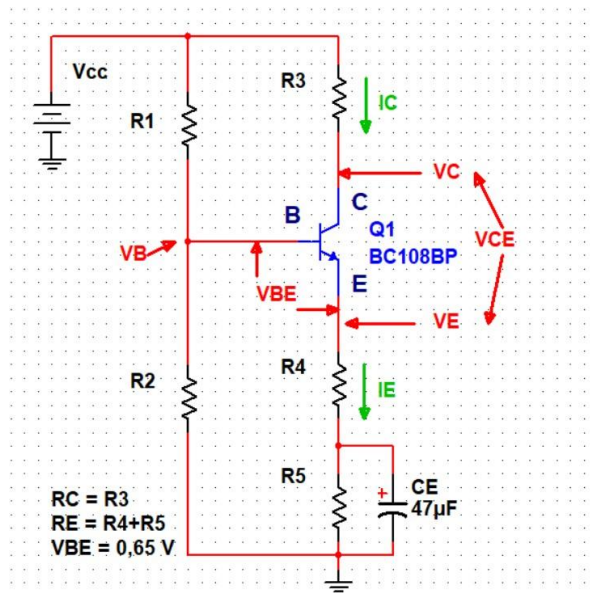 Vcc
R3
IC
R1
VC
C
B
Q1
VCE
VB
BC108BP
E
VBE
VE
R4
R2
IE
R5
CE
+
47µF
RC = R3
RE = R4+R5
VBE = 0,65 V